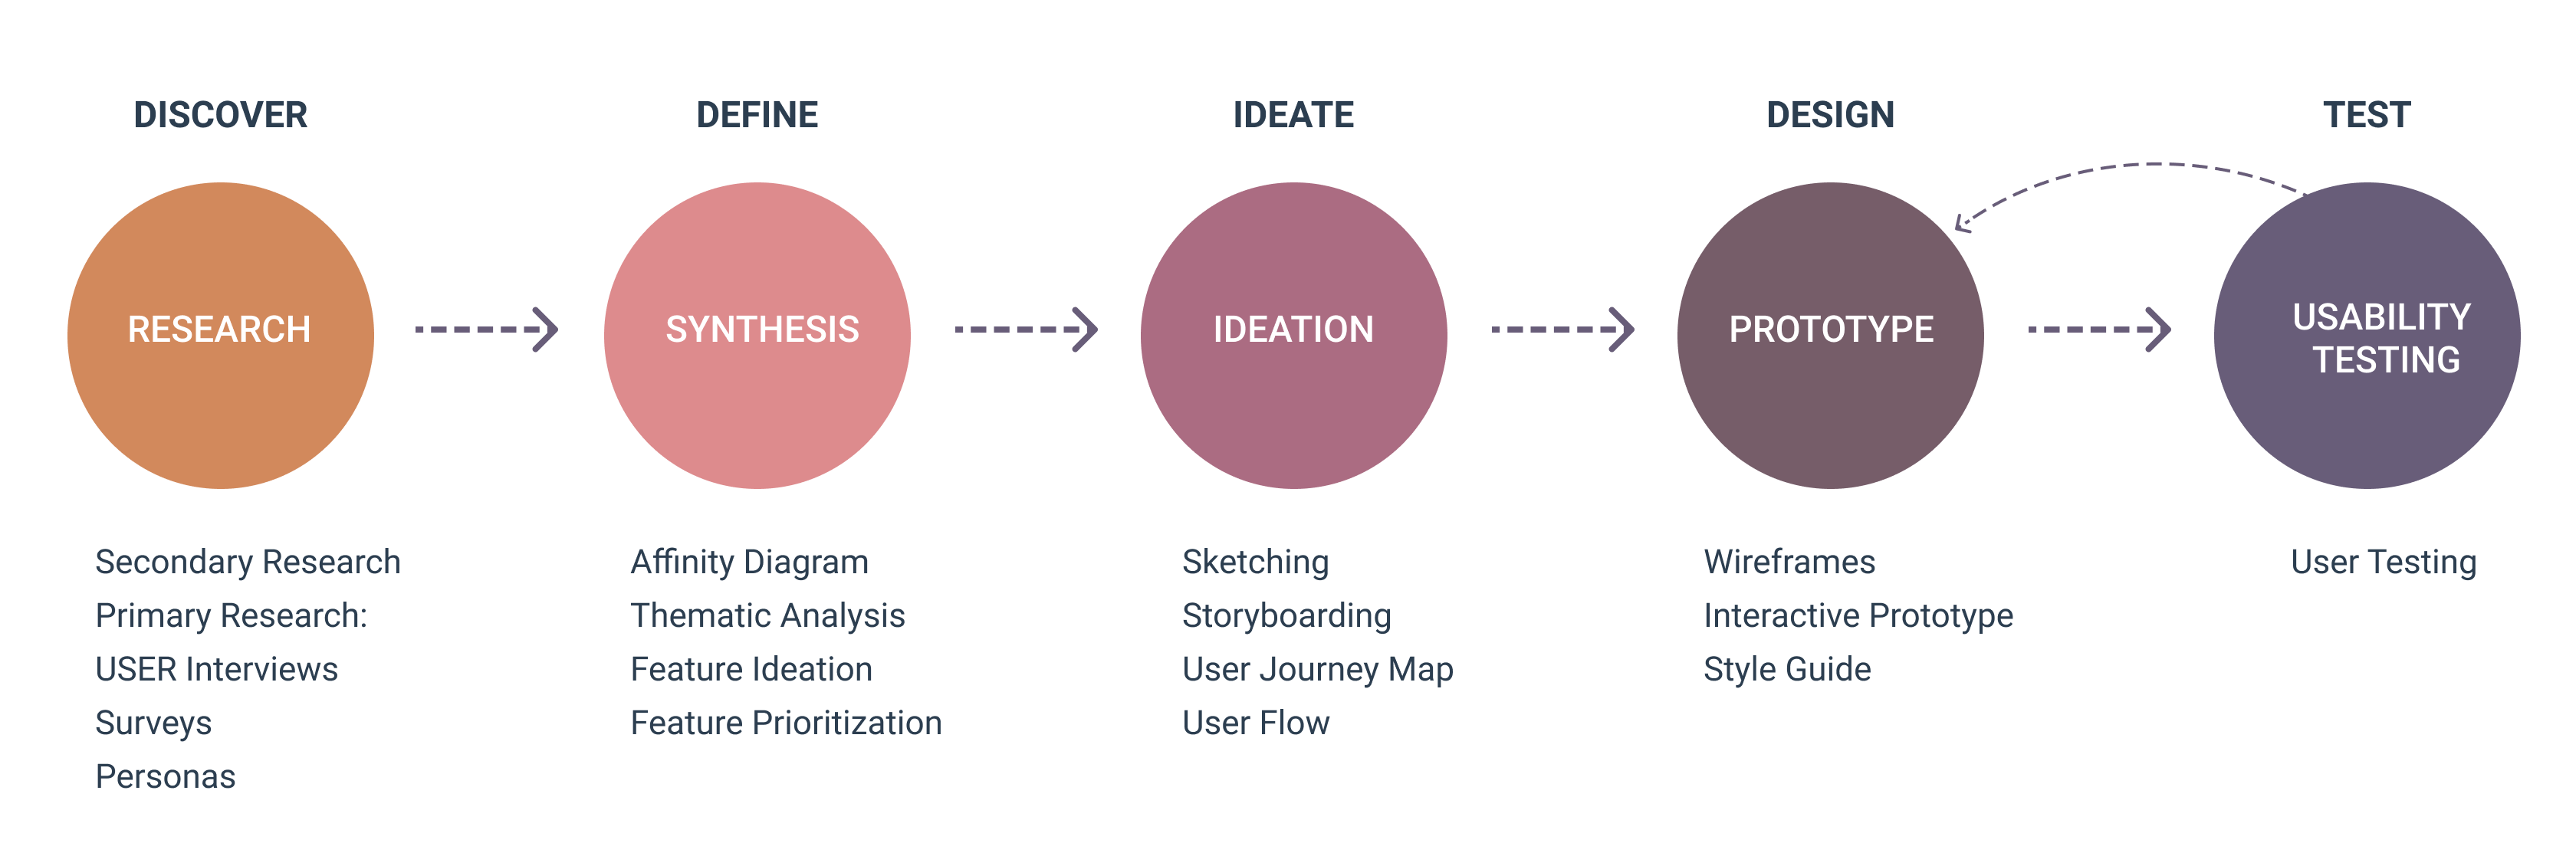 DISCOVER
DEFINE
IDEATE
DESIGN
TEST
RESEARCH
SYNTHESIS
IDEATION
PROTOTYPE
USABILITY
TESTING
Secondary Research
Primary Research:
USER Interviews
Surveys
Personas
Affinity Diagram
Thematic Analysis
Feature Ideation
Feature Prioritization
Sketching
Storyboarding
User Journey Map
User Flow
Wireframes
Interactive Prototype
Style Guide
User Testing